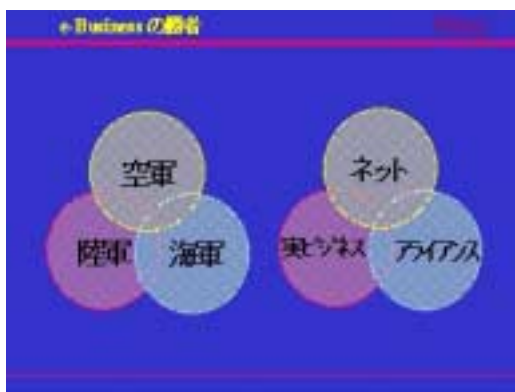 e-Business の勝者
空軍
陸軍 海軍
ネット
実ビジネス アライアンス